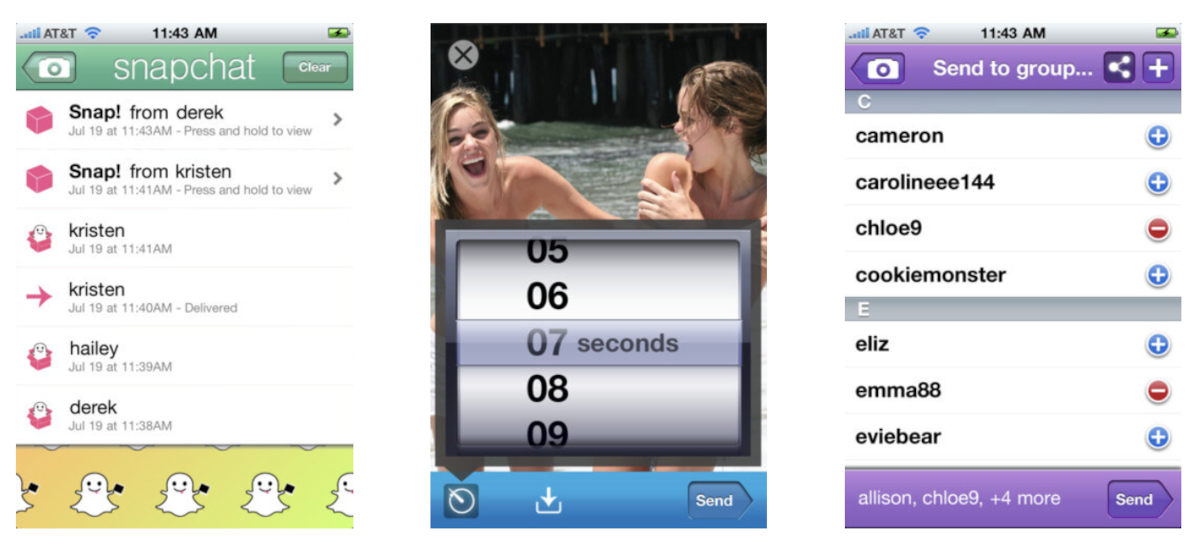 AT&T 11:43 AM
snapchat Clear
Snap! from derek
Jul 19 at 11:43AM - Press and hold to view
Snap! from kristen
Jul 19 at 11:41AM - Press and hold to view
kristen
Jul 19 at 11:41AM
kristen
Jul 19 at 11:40AM - Delivered
hailey
Jul 19 at 11:39AM
derek
Jul 19 at 11:38AM
05
06
07 seconds
08
09
Send
AT&T 11:43 AM
Send to group...
C
cameron
carolineee144
chloe9
cookiemonster
E
eliz
emma88
eviebear
allison, chloe9, +4 more Send